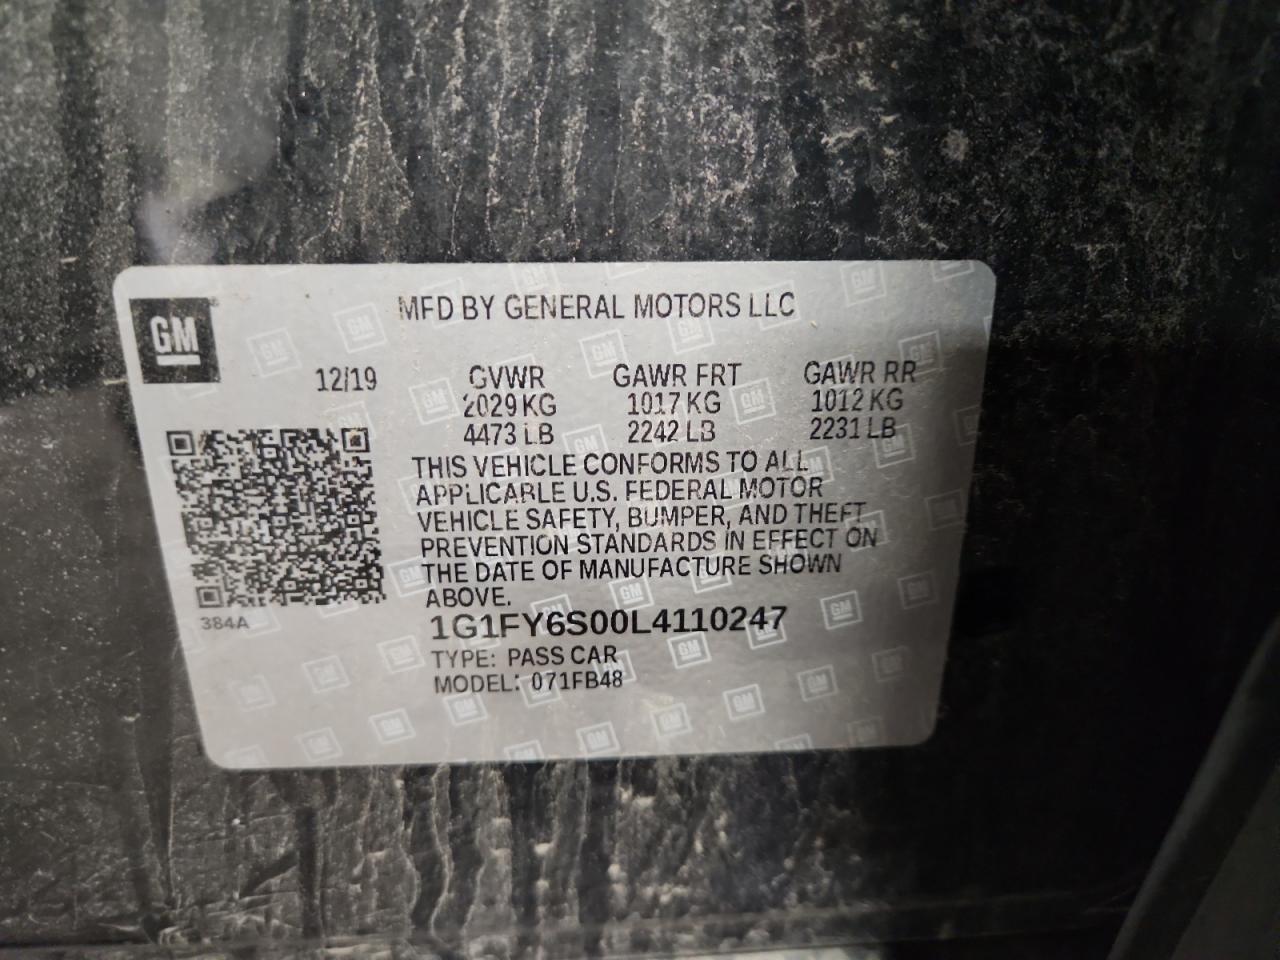 GM
MFD BY GENERAL MOTORS LLC
12/19
GVWR GAWR FRT GAWR RR
2029 KG 1017 KG 1012 KG
4473 LB 2242 LB 2231 LB
THIS VEHICLE CONFORMS TO ALL
APPLICABLE U.S. FEDERAL MOTOR
VEHICLE SAFETY, BUMPER, AND THEFT
PREVENTION STANDARDS IN EFFECT ON
THE DATE OF MANUFACTURE SHOWN
ABOVE.
384A
1G1FY6S00L4110247
TYPE: PASS CAR
MODEL: 071FB48